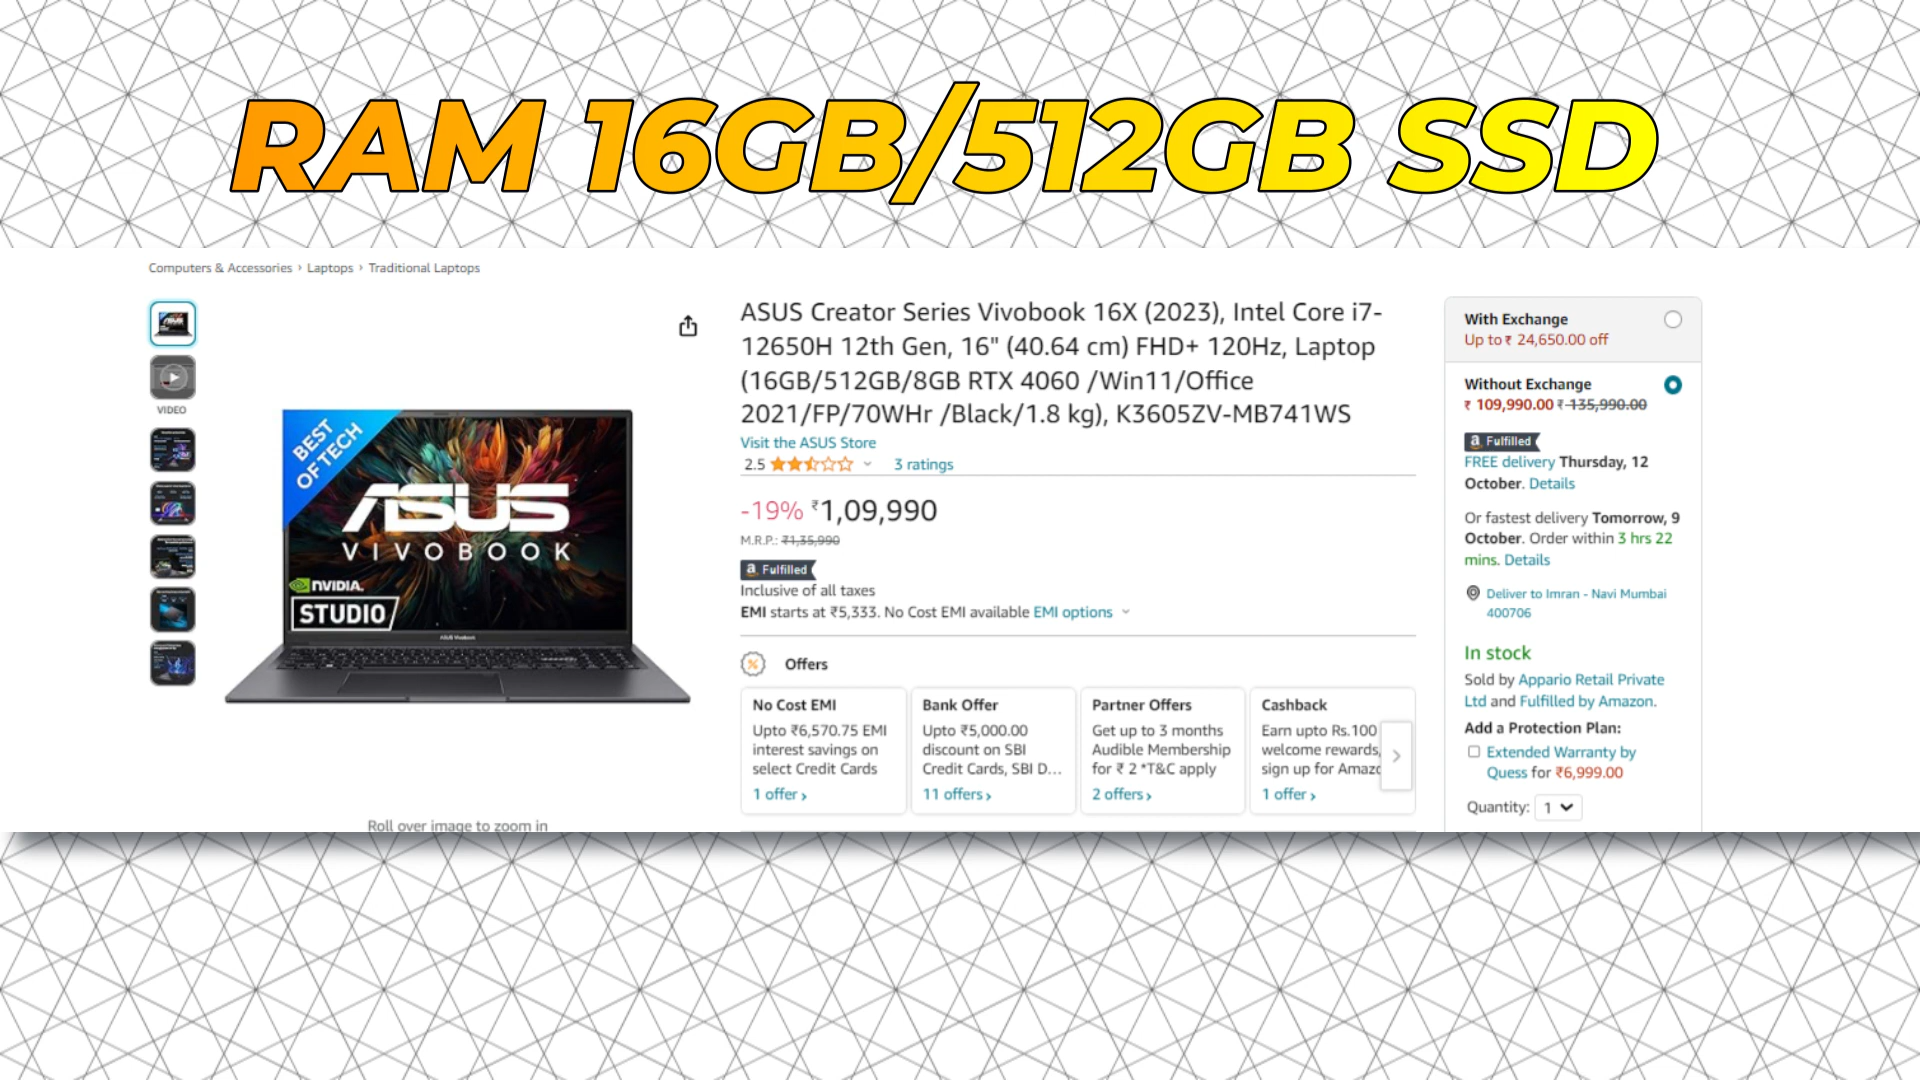 RAM 16GB/512GB SSD
Computers & Accessories › Laptops › Traditional Laptops
VIDEO
BEST
OF TECH
ASUS
VIVOBOOK
NVIDIA.
STUDIO
ASUS Vivobook
Roll over image to zoom in
ASUS Creator Series Vivobook 16X (2023), Intel Core i7-
12650H 12th Gen, 16" (40.64 cm) FHD+ 120Hz, Laptop
(16GB/512GB/8GB RTX 4060 /Win11/Office
2021/FP/70WHr /Black/1.8 kg), K3605ZV-MB741WS
Visit the ASUS Store
2.5 3 ratings
-19% ₹1,09,990
M.R.P.: ₹1,35,990
a Fulfilled
Inclusive of all taxes
EMI starts at ₹5,333. No Cost EMI available EMI options
% Offers
No Cost EMI
Upto ₹6,570.75 EMI
interest savings on
select Credit Cards
1 offer ›
Bank Offer
Upto ₹5,000.00
discount on SBI
Credit Cards, SBI D...
11 offers ›
Partner Offers
Get up to 3 months
Audible Membership
for ₹ 2 *T&C apply
2 offers ›
Cashback
Earn upto Rs.100
welcome rewards,
sign up for Amaz
1 offer ›
With Exchange
Up to ₹ 24,650.00 off
Without Exchange
₹ 109,990.00 ₹ 135,990.00
a Fulfilled
FREE delivery Thursday, 12
October. Details
Or fastest delivery Tomorrow, 9
October. Order within 3 hrs 22
mins. Details
Deliver to Imran - Navi Mumbai
400706
In stock
Sold by Appario Retail Private
Ltd and Fulfilled by Amazon.
Add a Protection Plan:
Extended Warranty by
Quess for ₹6,999.00
Quantity: 1